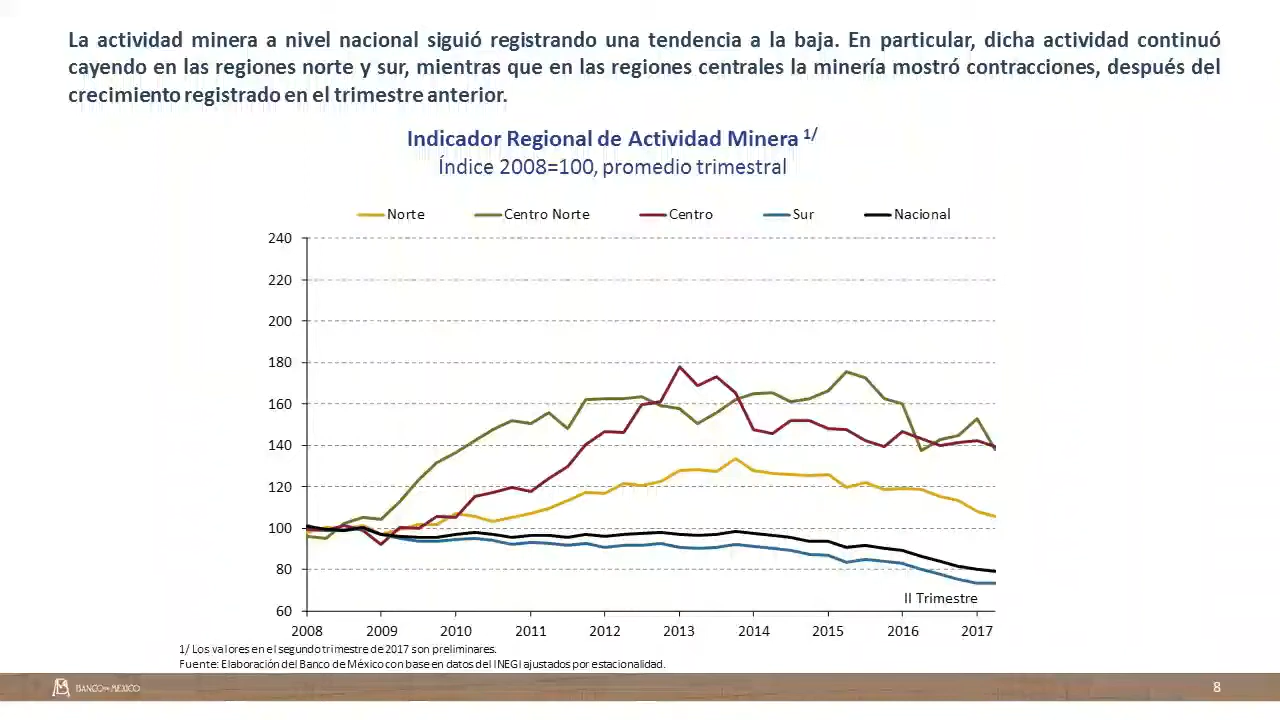 La actividad minera a nivel nacional siguió registrando una tendencia a la baja. En particular, dicha actividad continuó
cayendo en las regiones norte y sur, mientras que en las regiones centrales la minería mostró contracciones, después del
crecimiento registrado en el trimestre anterior.
Indicador Regional de Actividad Minera 1/
Índice 2008=100, promedio trimestral
Norte Centro Norte Centro Sur Nacional
240
220
200
180
160
140
120
100
80
60
II Trimestre
2008 2009 2010 2011 2012 2013 2014 2015 2016 2017
1/ Los valores en el segundo trimestre de 2017 son preliminares.
Fuente: Elaboración del Banco de México con base en datos del INEGI ajustados por estacionalidad.
BANCO DE MÉXICO
8